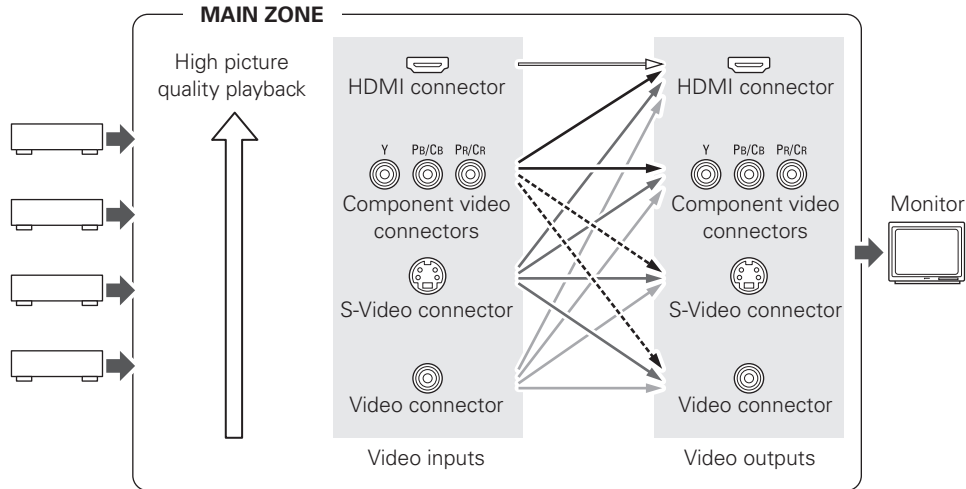 MAIN ZONE
High picture
quality playback
HDMI connector
HDMI connector
Y PB/CB PR/CR
Y PB/CB PR/CR
Component video
connectors
Component video
connectors
Monitor
S-Video connector
S-Video connector
Video connector
Video connector
Video inputs
Video outputs